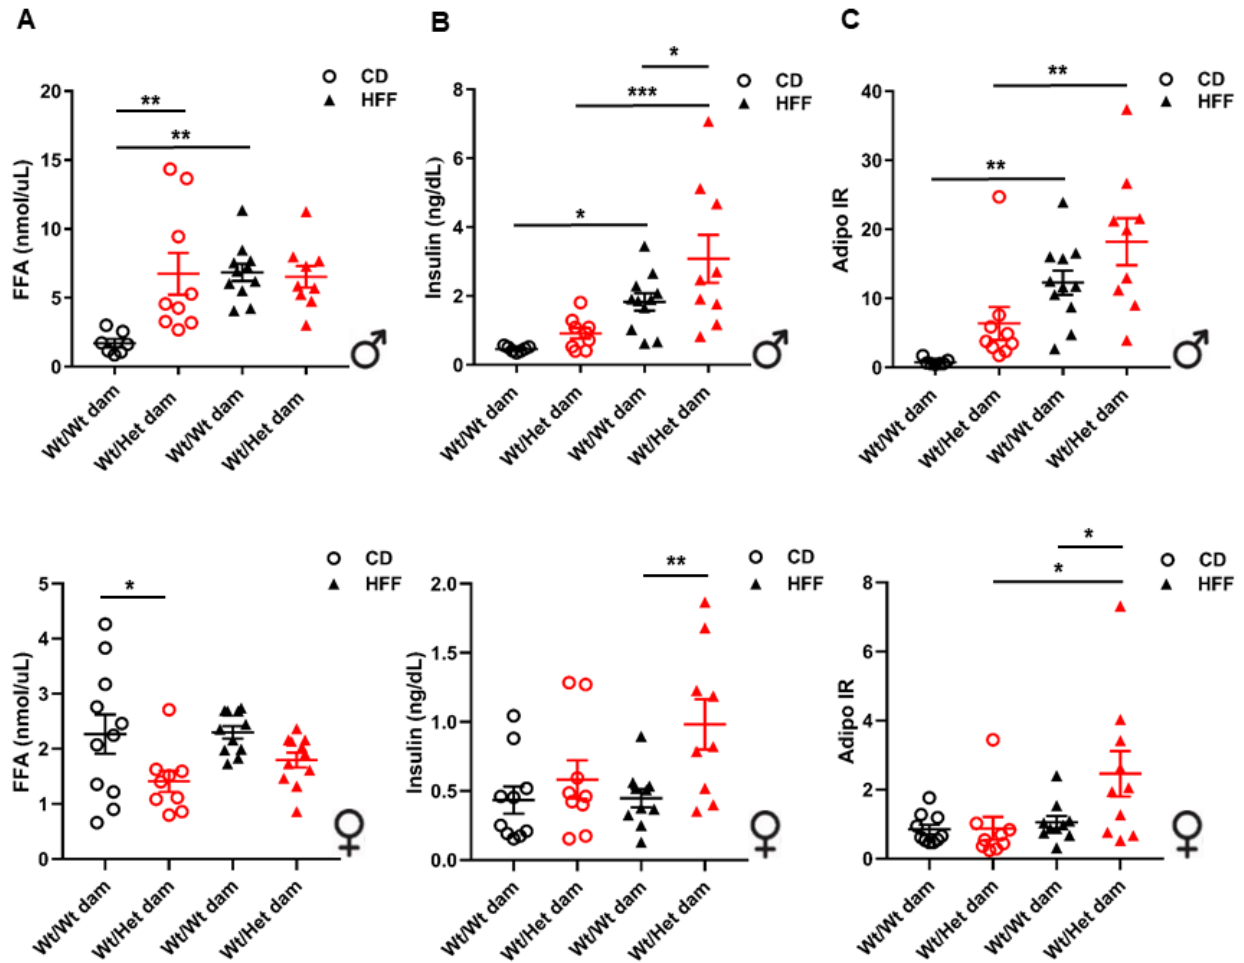 A
B
C
CD
HFF
**
**
20
15
10
5
0
FFA (nmol/uL)
Wt/Wt dam
Wt/Het dam
Wt/Wt dam
Wt/Het dam
CD
HFF
*
***
*
8
6
4
2
0
Insulin (ng/dL)
Wt/Wt dam
Wt/Het dam
Wt/Wt dam
Wt/Het dam
CD
HFF
**
**
40
30
20
10
0
Adipo IR
Wt/Wt dam
Wt/Het dam
Wt/Wt dam
Wt/Het dam
CD
HFF
*
5
4
3
2
1
0
FFA (nmol/uL)
Wt/Wt dam
Wt/Het dam
Wt/Wt dam
Wt/Het dam
CD
HFF
**
2.0
1.5
1.0
0.5
0.0
Insulin (ng/dL)
Wt/Wt dam
Wt/Het dam
Wt/Wt dam
Wt/Het dam
CD
HFF
*
*
8
6
4
2
0
Adipo IR
Wt/Wt dam
Wt/Het dam
Wt/Wt dam
Wt/Het dam